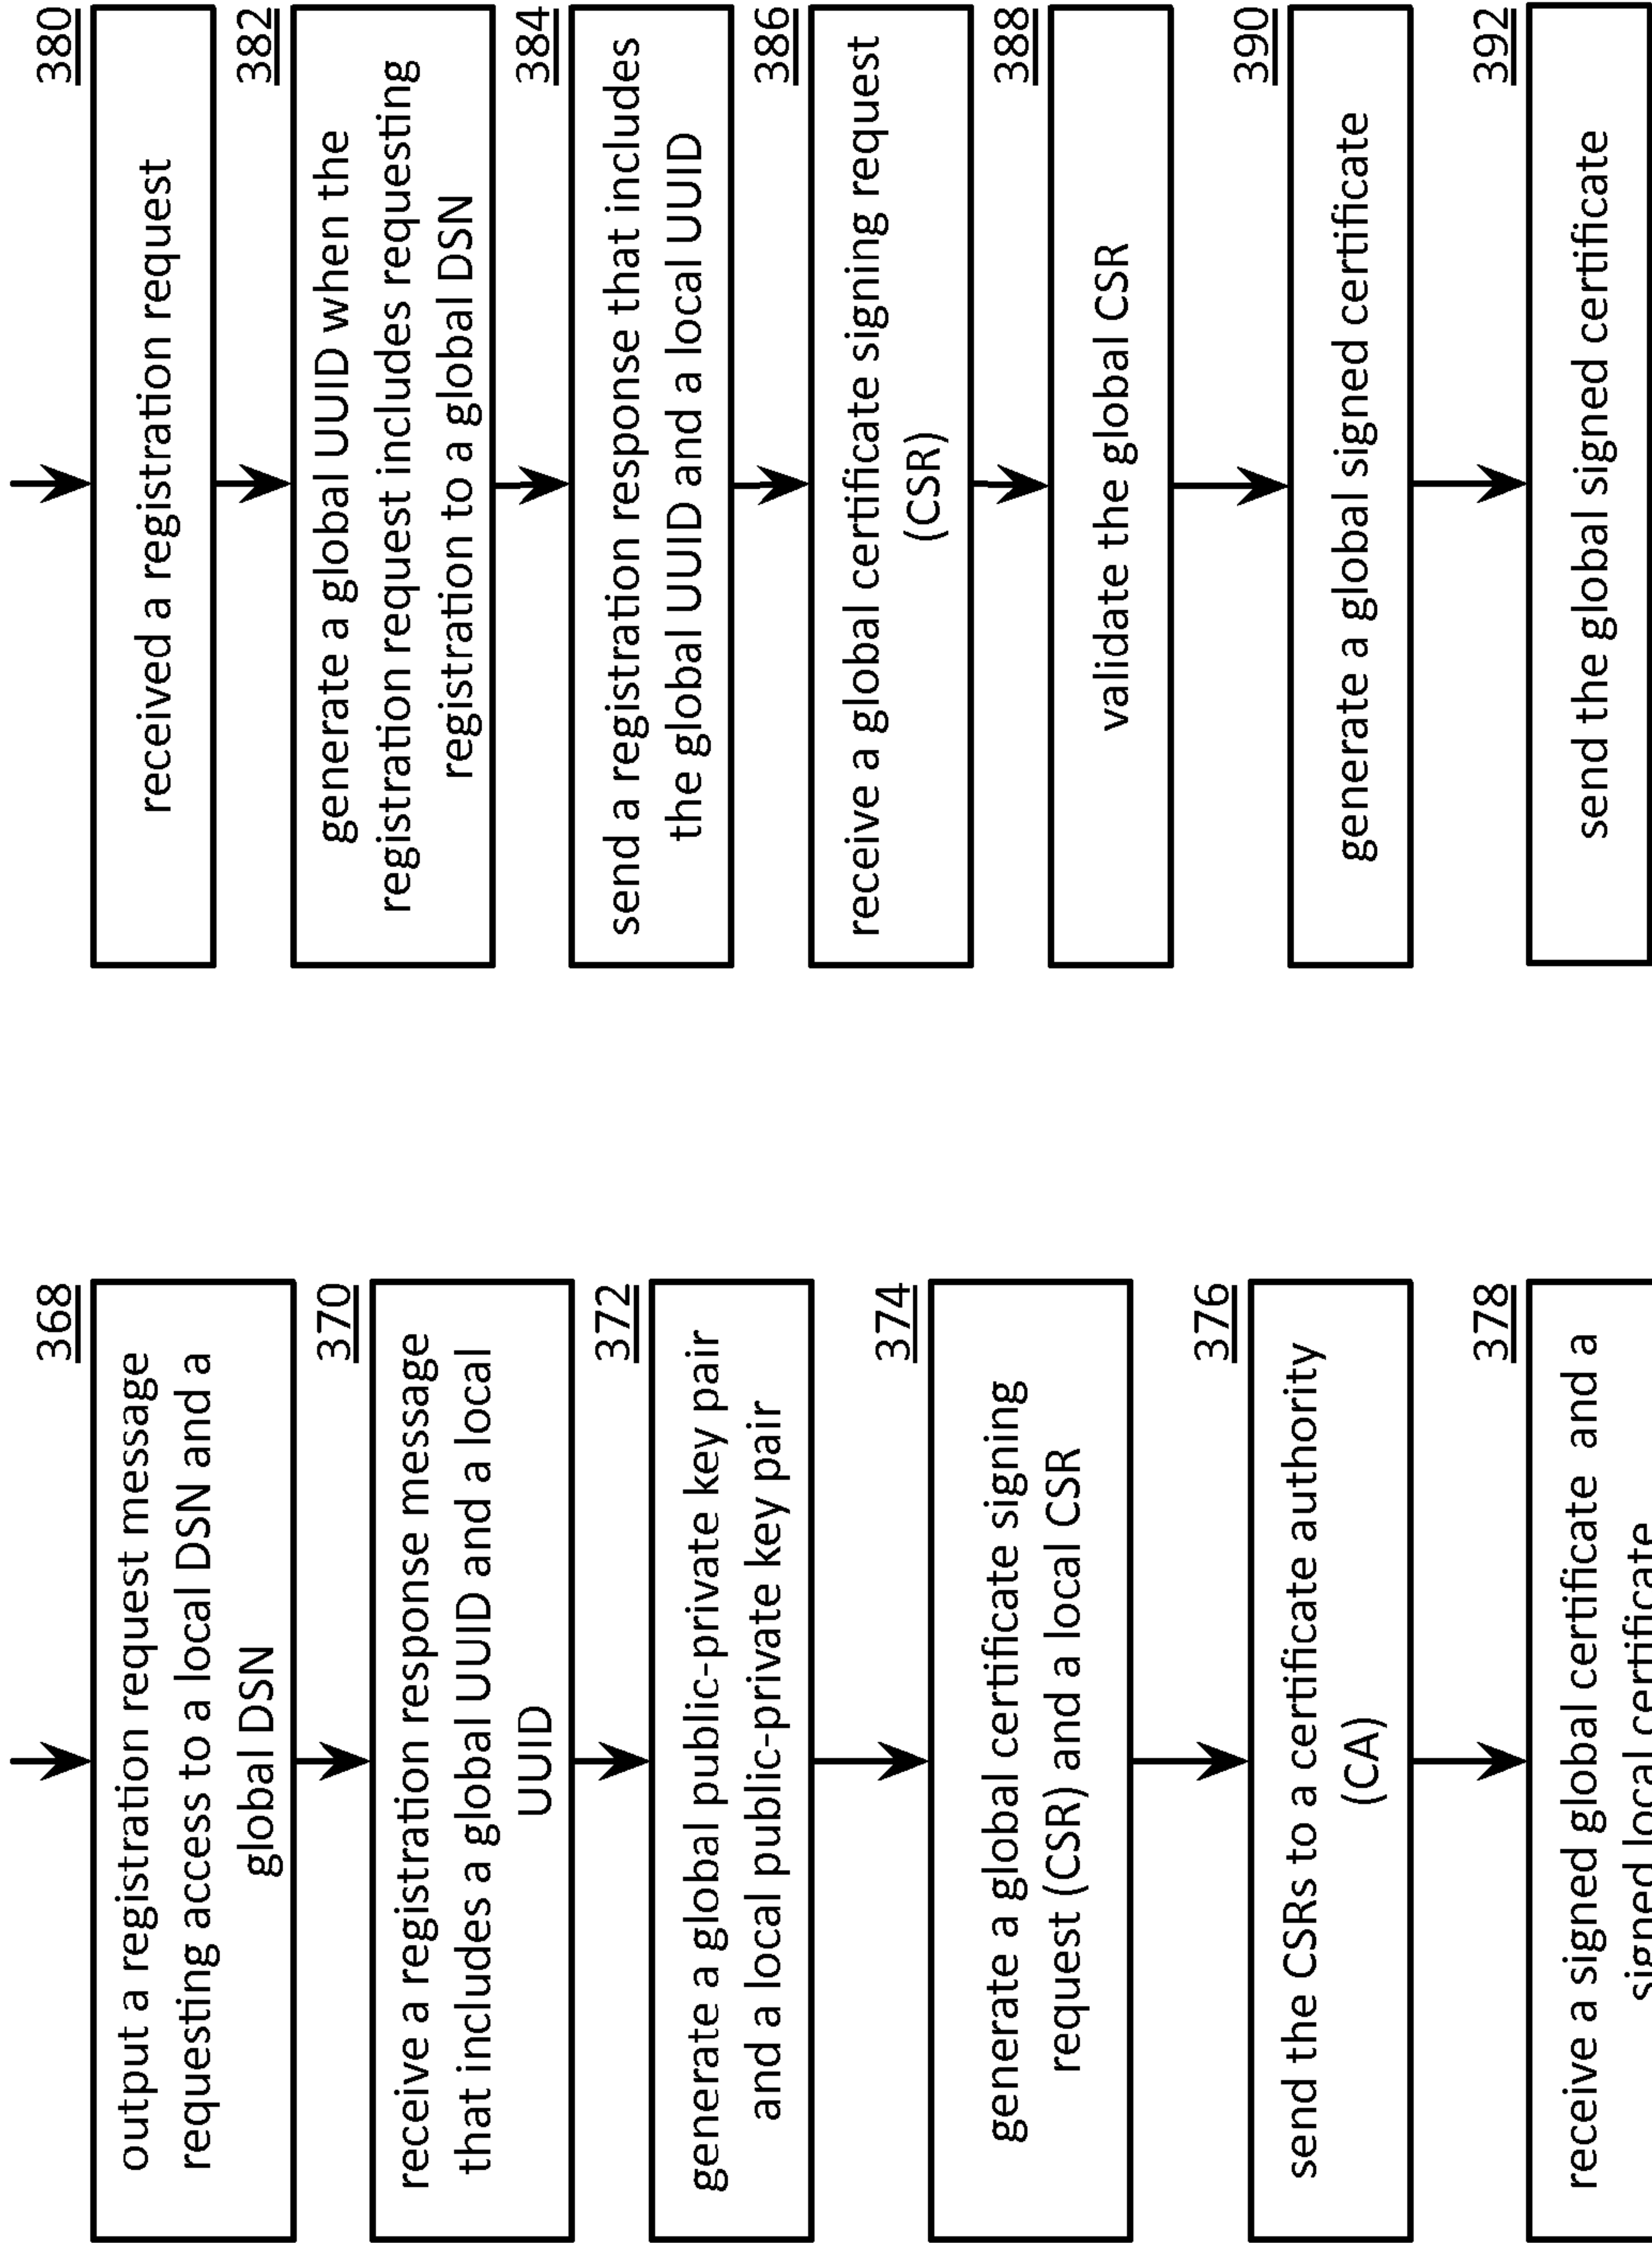 368
output a registration request message
requesting access to a local DSN and a
global DSN
370
receive a registration response message
that includes a global UUID and a local
UUID
372
generate a global public-private key pair
and a local public-private key pair
374
generate a global certificate signing
request (CSR) and a local CSR
376
send the CSRs to a certificate authority
(CA)
378
receive a signed global certificate and a
signed local certificate
380
received a registration request
382
generate a global UUID when the
registration request includes requesting
registration to a global DSN
384
send a registration response that includes
the global UUID and a local UUID
386
receive a global certificate signing request
(CSR)
388
validate the global CSR
390
generate a global signed certificate
392
send the global signed certificate